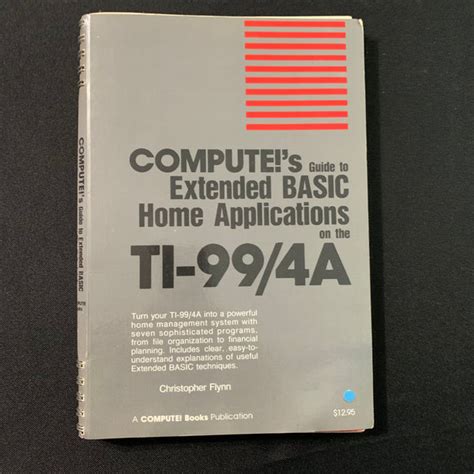 COMPUTE!'s Guide to
Extended BASIC
Home Applications
on the
TI-99/4A
Turn your TI-99/4A into a powerful
home management system with
seven sophisticated programs,
from file organization to financial
planning. Includes clear, easy-to-
understand explanations of useful
Extended BASIC techniques.
Christopher Flynn
A COMPUTE! Books Publication
$12.95
COMPUTE!'s Guide to Extended BASIC